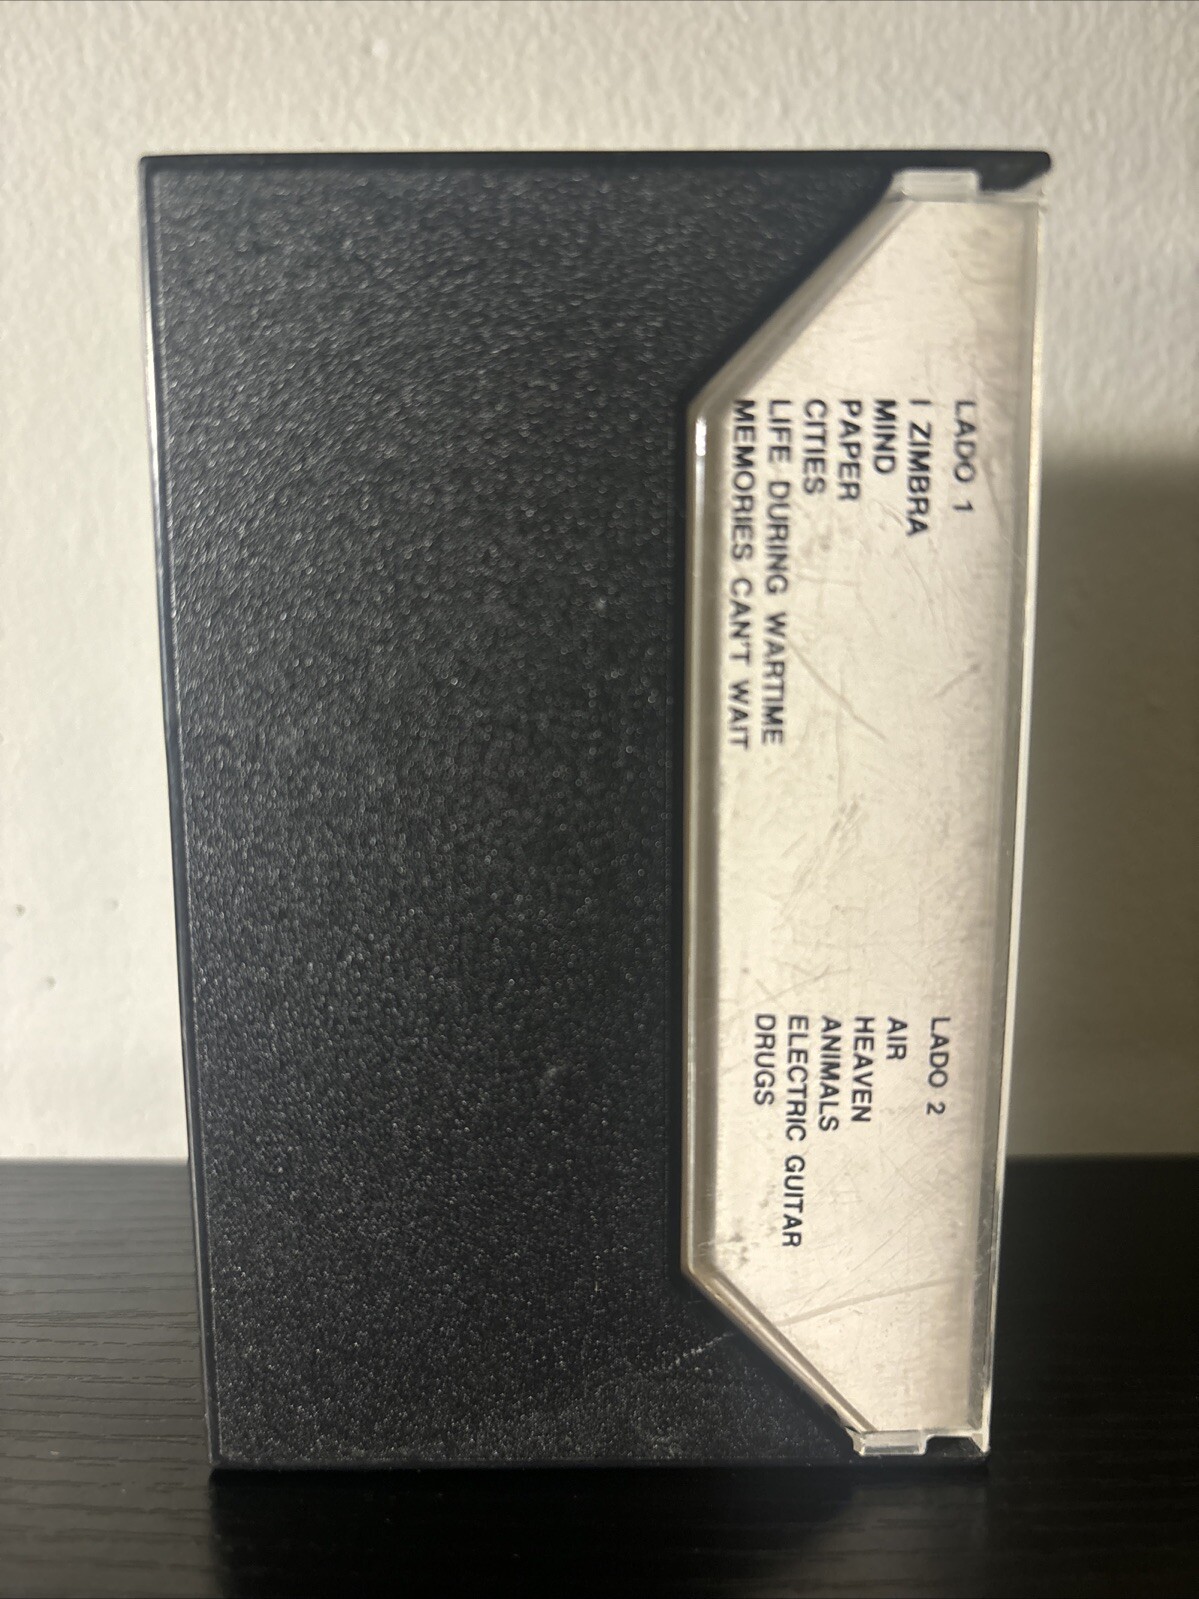 LADO 1
I ZIMBRA
MIND
PAPER
CITIES
LIFE DURING WARTIME
MEMORIES CAN'T WAIT
LADO 2
AIR
HEAVEN
ANIMALS
ELECTRIC GUITAR
DRUGS